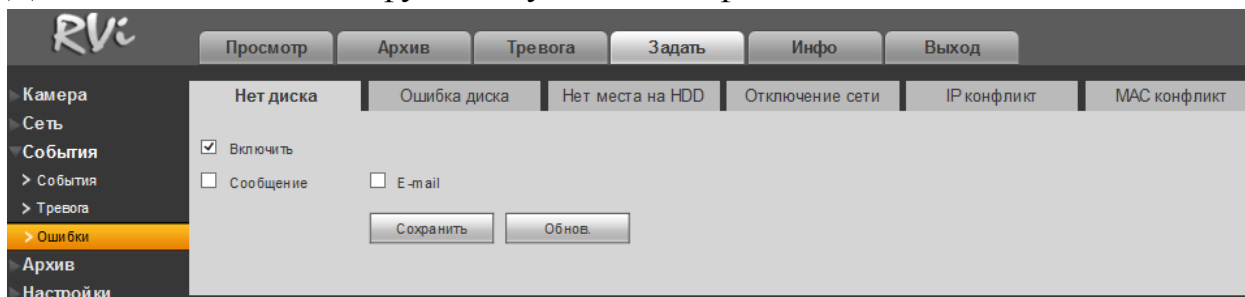 RVi
Просмотр Архив Тревога Задать Инфо Выход
Камера
Сеть
События
> События
> Тревога
> Ошибки
Архив
Настройки
Нет диска Ошибка диска Нет места на HDD Отключение сети IP конфликт MAC конфликт
Включить
Сообщение E-mail
Сохранить Обнов.